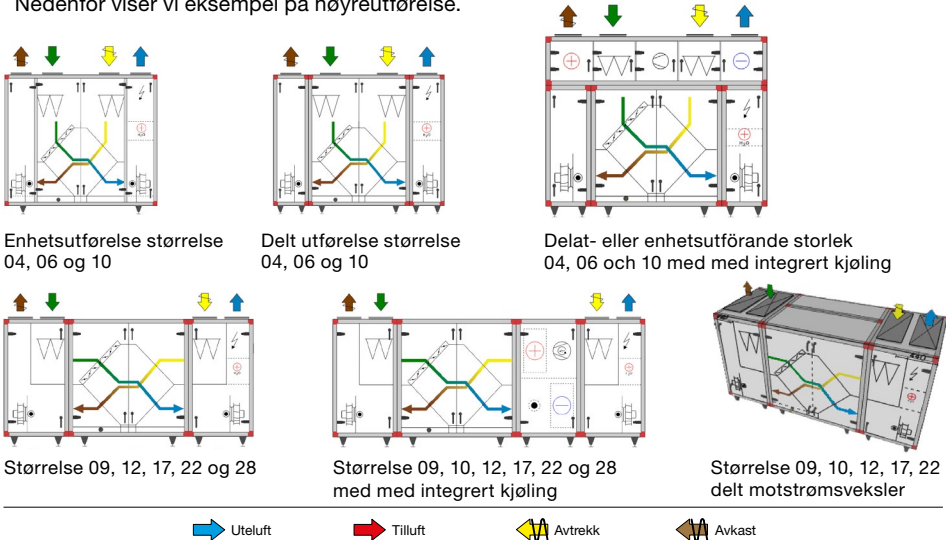 Nedenfor viser vi eksempel på høyreutførelse.
Enhetsutførelse størrelse
04, 06 og 10
Delt utførelse størrelse
04, 06 og 10
Delat- eller enhetsutförande storlek
04, 06 och 10 med med integrert kjøling
Størrelse 09, 12, 17, 22 og 28
Størrelse 09, 10, 12, 17, 22 og 28
med med integrert kjøling
Størrelse 09, 10, 12, 17, 22
delt motstrømsveksler
Uteluft
Tilluft
Avtrekk
Avkast